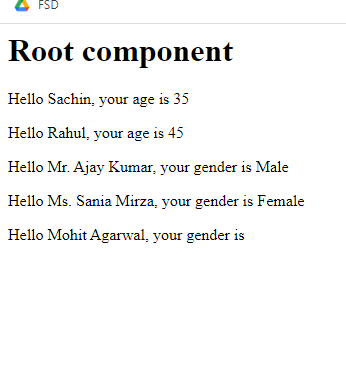 FSD
Root component
Hello Sachin, your age is 35
Hello Rahul, your age is 45
Hello Mr. Ajay Kumar, your gender is Male
Hello Ms. Sania Mirza, your gender is Female
Hello Mohit Agarwal, your gender is